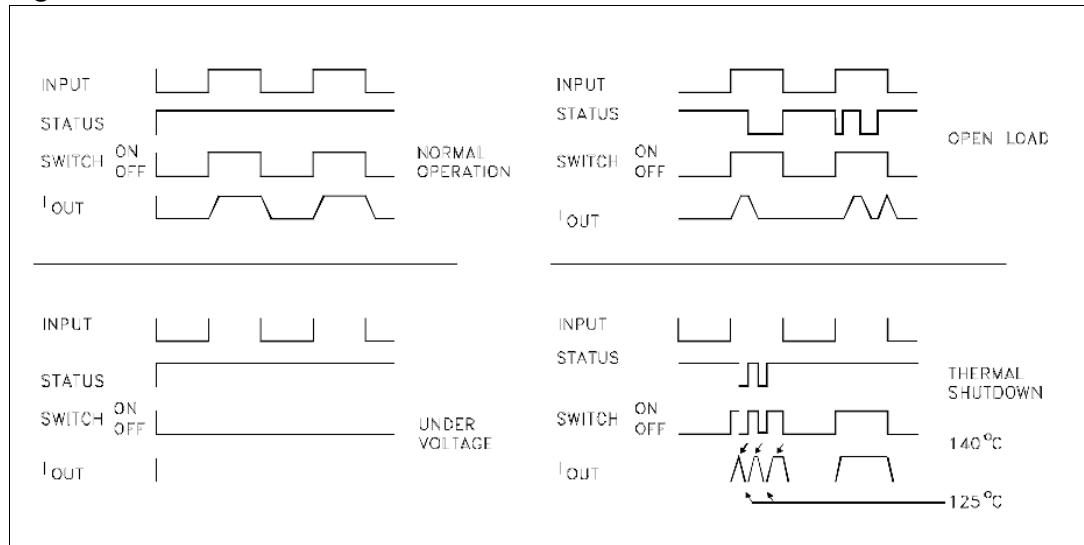 INPUT
STATUS
SWITCH ON
OFF
IOUT
NORMAL
OPERATION
INPUT
STATUS
SWITCH ON
OFF
IOUT
OPEN LOAD
INPUT
STATUS
SWITCH ON
OFF
IOUT
UNDER
VOLTAGE
INPUT
STATUS
SWITCH ON
OFF
IOUT
THERMAL
SHUTDOWN
140°C
125°C